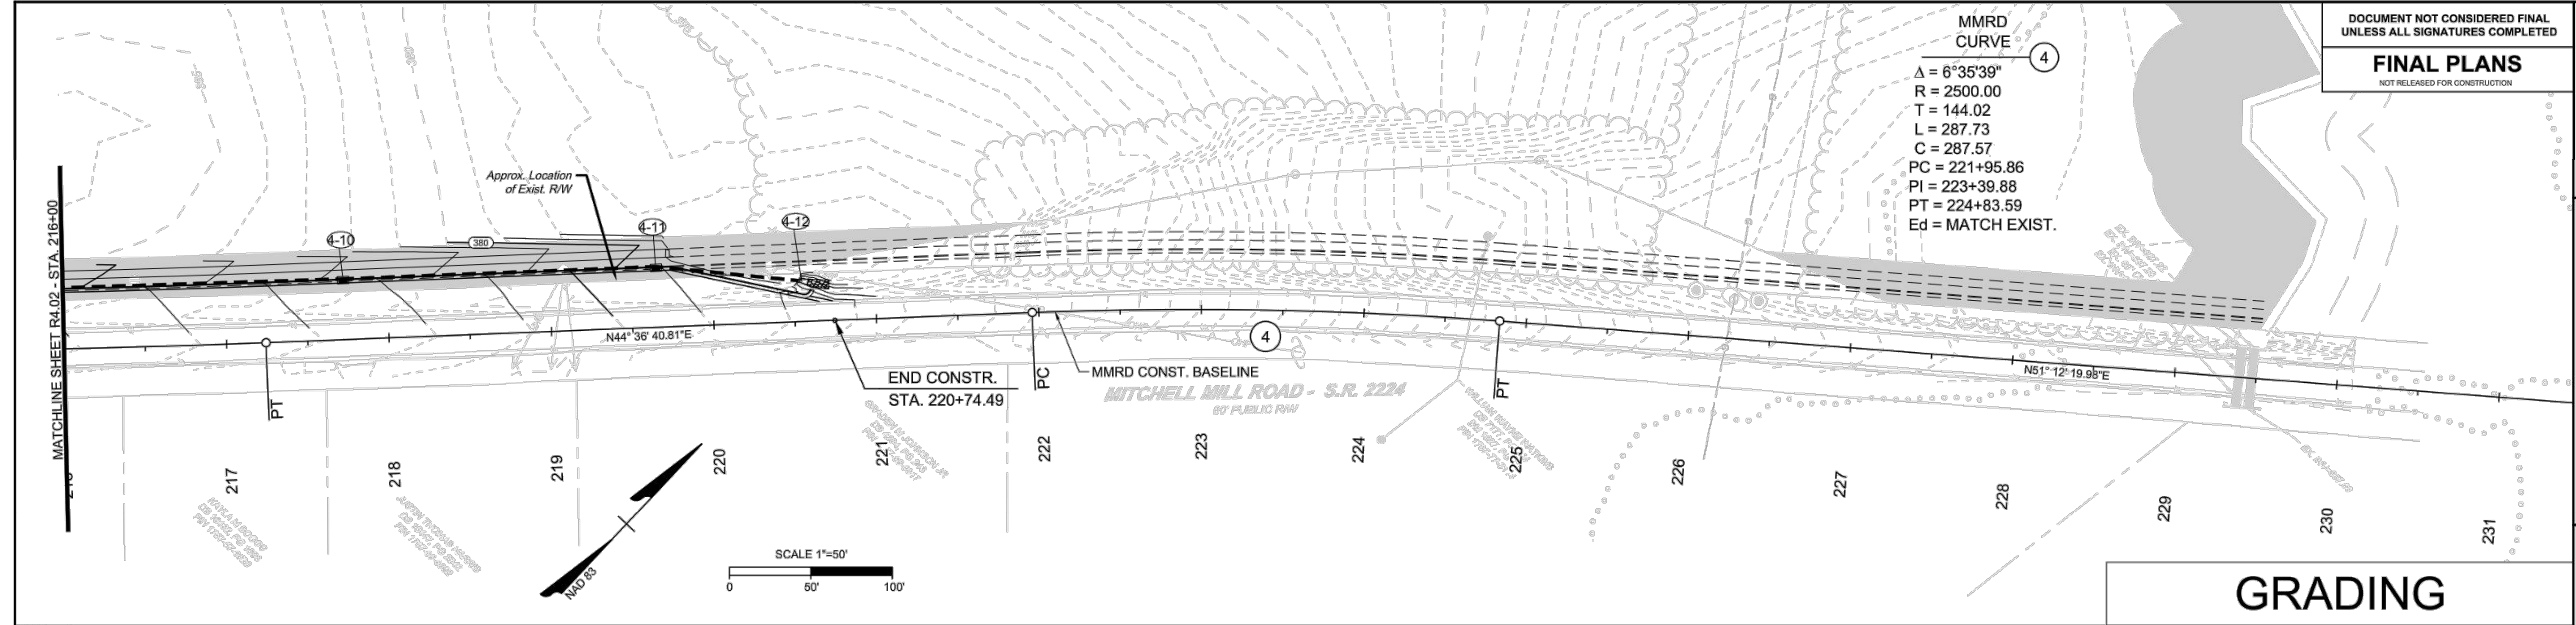 DOCUMENT NOT CONSIDERED FINAL
UNLESS ALL SIGNATURES COMPLETED
FINAL PLANS
NOT RELEASED FOR CONSTRUCTION
MMRD
CURVE
4
Δ = 6°35'39"
R = 2500.00
T = 144.02
L = 287.73
C = 287.57
PC = 221+95.86
PI = 223+39.88
PT = 224+83.59
Ed = MATCH EXIST.
MATCHLINE SHEET R4.02 - STA. 216+00
Approx. Location
of Exist. R/W
4-10
380
4-11
4-12
N44° 36' 40.81"E
PT
END CONSTR.
STA. 220+74.49
PC
MMRD CONST. BASELINE
4
MITCHELL MILL ROAD - S.R. 2224
60' PUBLIC R/W
PT
N51° 12' 19.98"E
217
218
219
220
221
222
223
224
225
226
227
228
229
230
231
NAD 83
SCALE 1"=50'
0 50' 100'
GRADING